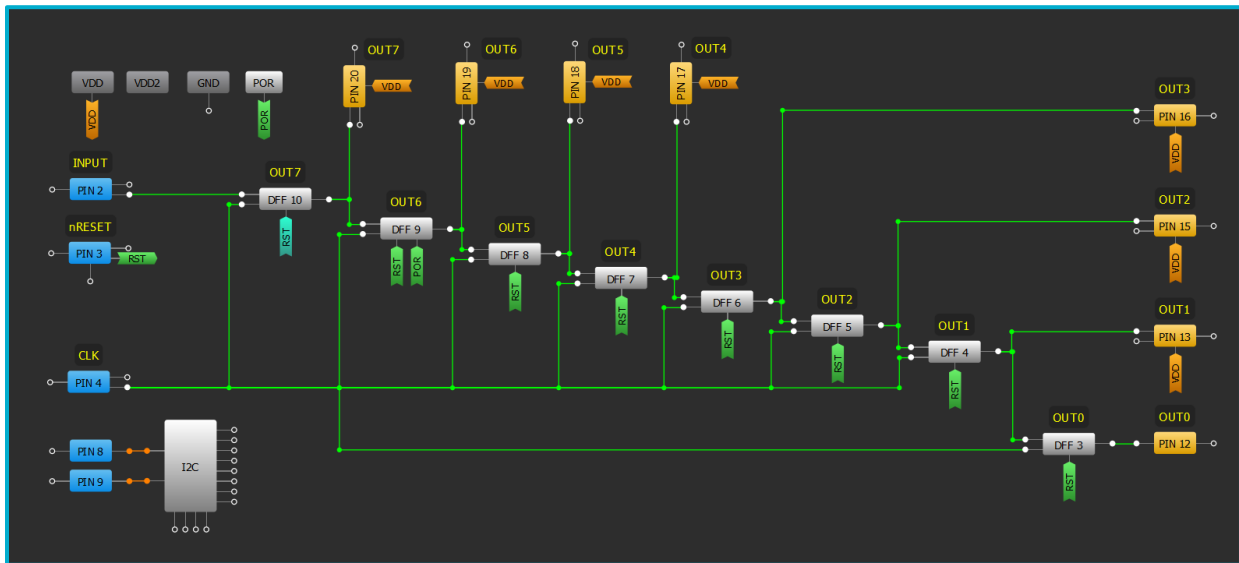 OUT7
OUT6
OUT5
OUT4
PIN 20
VDD
PIN 19
VDD
PIN 18
VDD
PIN 17
VDD
VDD
VDD2
GND
POR
VDD
POR
OUT3
PIN 16
VDD
INPUT
PIN 2
OUT7
DFF 10
RST
OUT6
DFF 9
RST
POR
OUT2
PIN 15
VDD
nRESET
PIN 3
RST
OUT5
DFF 8
RST
OUT4
DFF 7
RST
OUT3
DFF 6
RST
OUT2
DFF 5
RST
OUT1
DFF 4
RST
OUT1
PIN 13
VDD
CLK
PIN 4
OUT0
DFF 3
RST
OUT0
PIN 12
PIN 8
PIN 9
I2C